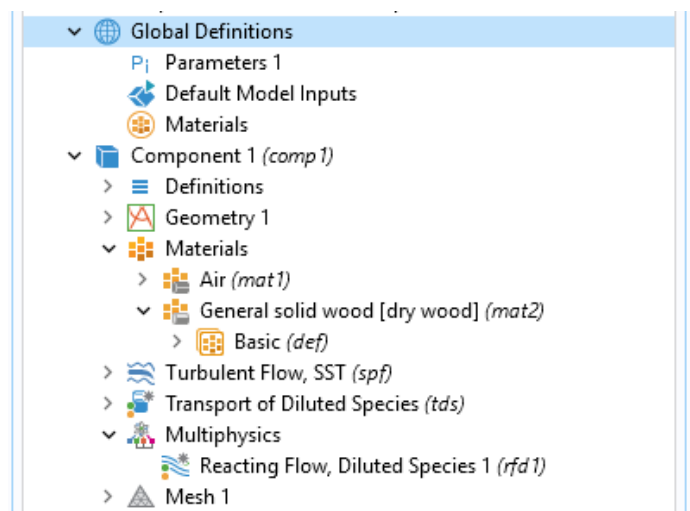 Global Definitions
Pi Parameters 1
Default Model Inputs
Materials
Component 1 (comp1)
Definitions
Geometry 1
Materials
Air (mat1)
General solid wood [dry wood] (mat2)
Basic (def)
Turbulent Flow, SST (spf)
Transport of Diluted Species (tds)
Multiphysics
Reacting Flow, Diluted Species 1 (rfd1)
Mesh 1